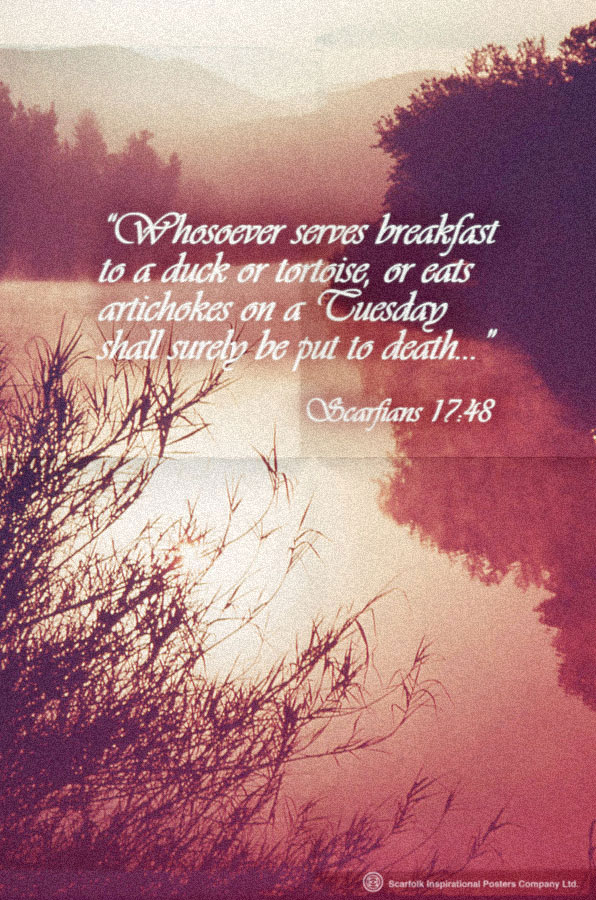 "Whosoever serves breakfast
to a duck or tortoise, or eats
artichokes on a Tuesday
shall surely be put to death..."
Scarfians 17:48
Scarfolk Inspirational Posters Company Ltd.